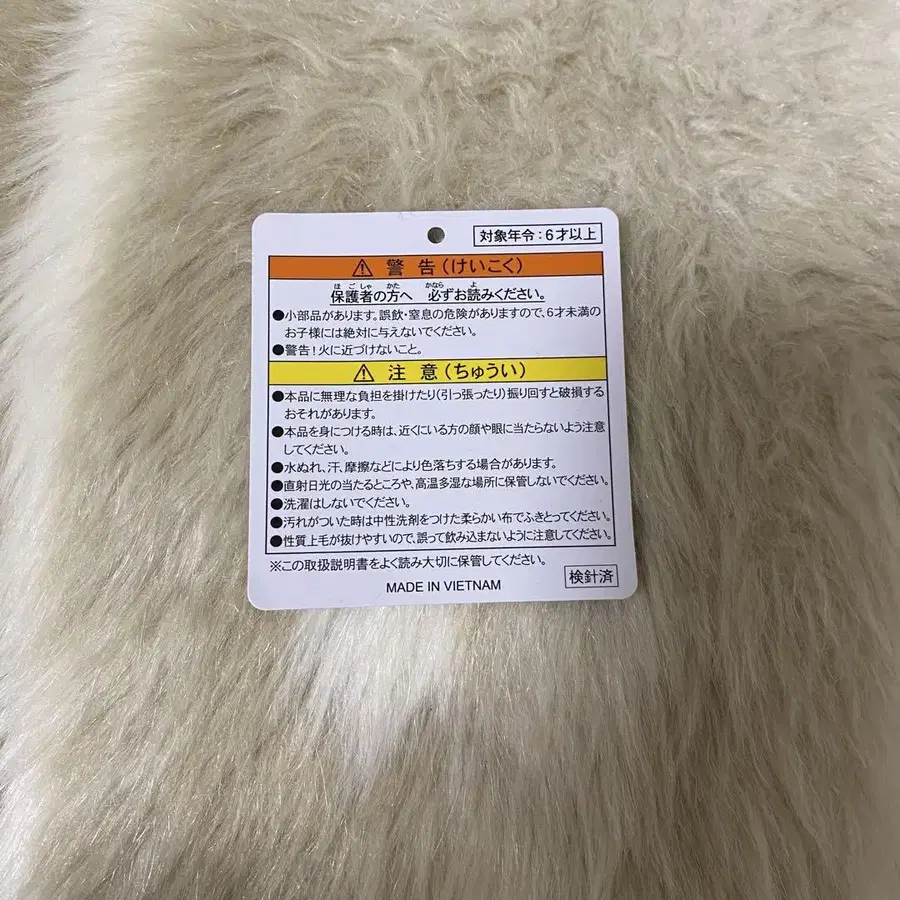 対象年令：6才以上
⚠ 警 告（けいこく）
ほ ご しゃ かた かなら よ
保護者の方へ 必ずお読みください。
●小部品があります。誤飲・窒息の危険がありますので、6才未満の
お子様には絶対に与えないでください。
●警告！火に近づけないこと。
⚠ 注 意（ちゅうい）
●本品に無理な負担を掛けたり（引っ張ったり）振り回すと破損する
おそれがあります。
●本品を身につける時は、近くにいる方の顔や眼に当たらないよう注意
してください。
●水ぬれ、汗、摩擦などにより色落ちする場合があります。
●直射日光の当たるところや、高温多湿な場所に保管しないでください。
●洗濯はしないでください。
●汚れがついた時は中性洗剤をつけた柔らかい布でふきとってください。
●性質上毛が抜けやすいので、誤って飲み込まないように注意してください。
※この取扱説明書をよく読み大切に保管してください。
MADE IN VIETNAM
検針済